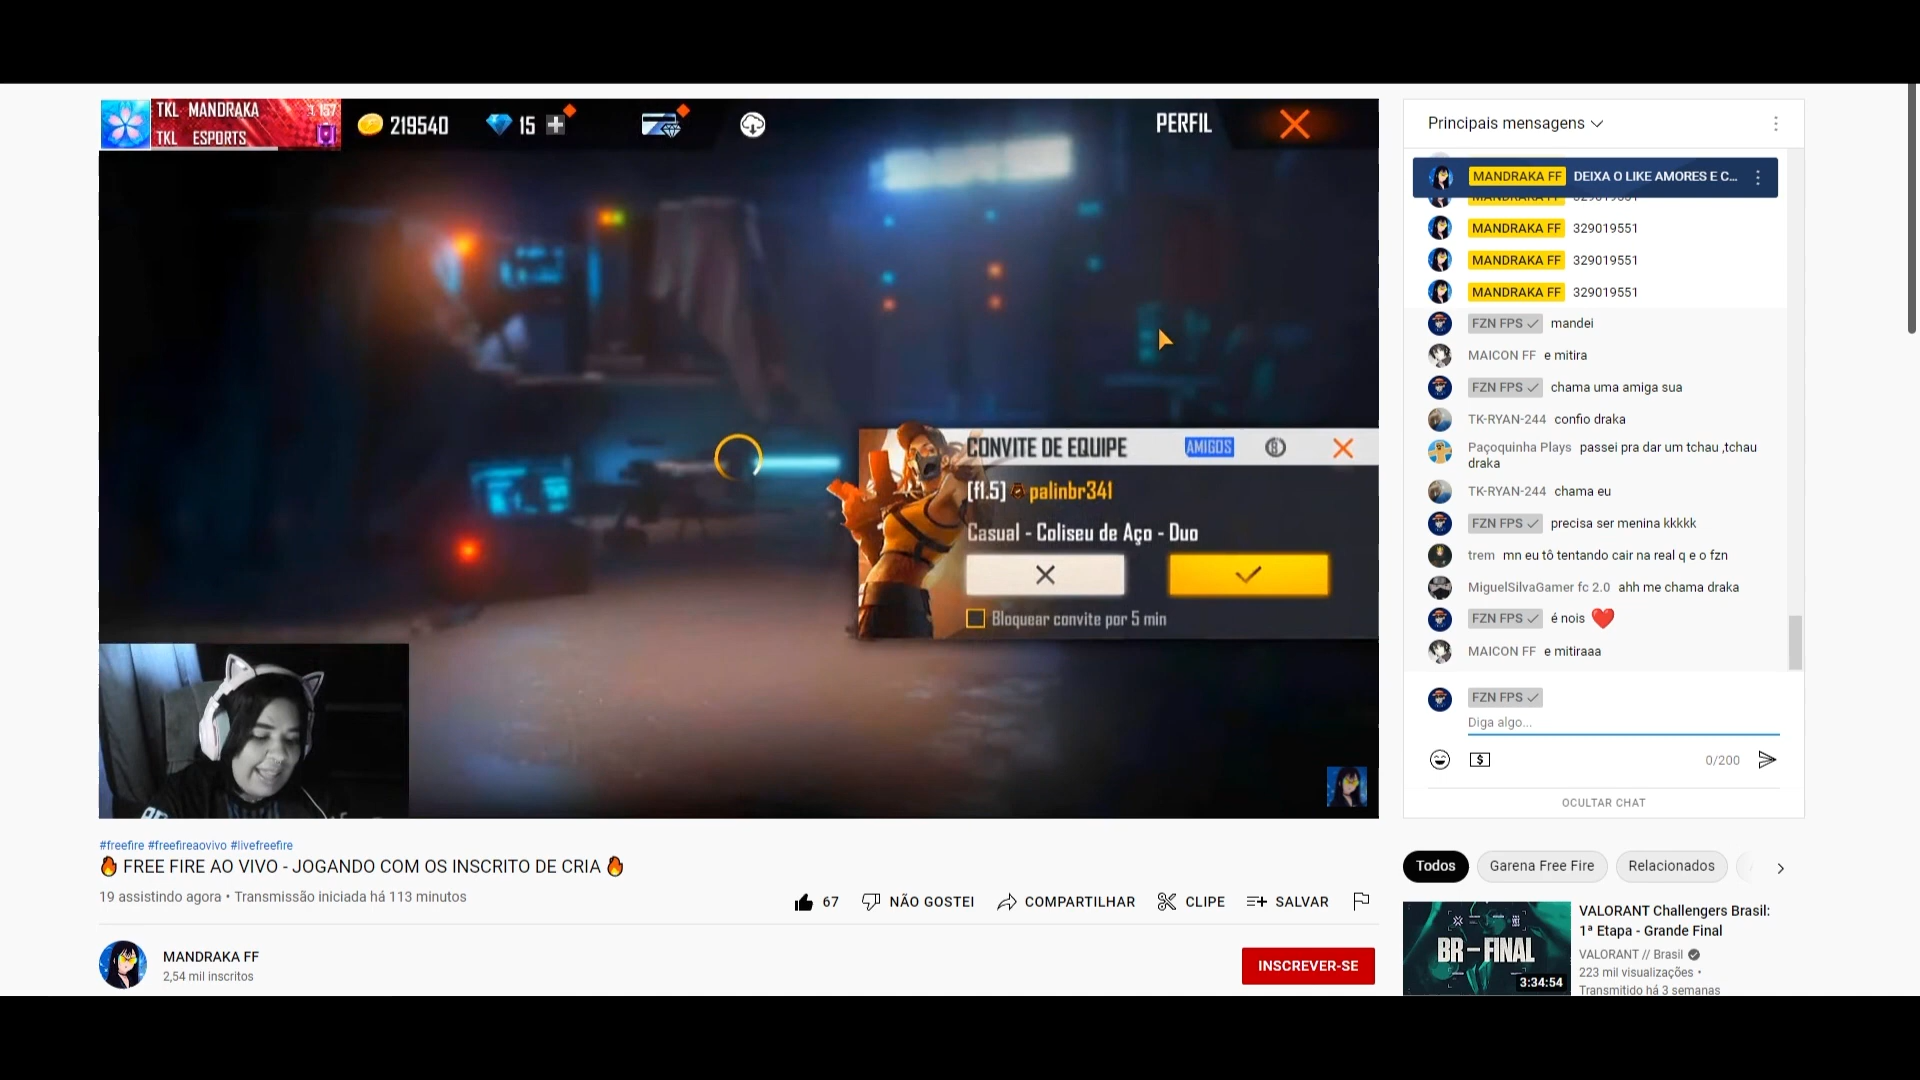 TKL MANDRAKA
1.157
TKL ESPORTS
219540
15
PERFIL
CONVITE DE EQUIPE
AMIGOS
[f1.5] palinbr341
Casual - Coliseu de Aço - Duo
Bloquear convite por 5 min
#freefire #freefireaovivo #livefreefire
FREE FIRE AO VIVO - JOGANDO COM OS INSCRITO DE CRIA
19 assistindo agora • Transmissão iniciada há 113 minutos
67
NÃO GOSTEI
COMPARTILHAR
CLIPE
SALVAR
MANDRAKA FF
2,54 mil inscritos
INSCREVER-SE
Principais mensagens
MANDRAKA FF DEIXA O LIKE AMORES E C...
MANDRAKA FF 329019551
MANDRAKA FF 329019551
MANDRAKA FF 329019551
MANDRAKA FF 329019551
FZN FPS mandei
MAICON FF e mitira
FZN FPS chama uma amiga sua
TK-RYAN-244 confio draka
Paçoquinha Plays passei pra dar um tchau ,tchau
draka
TK-RYAN-244 chama eu
FZN FPS precisa ser menina kkkkk
trem mn eu tô tentando cair na real q e o fzn
MiguelSilvaGamer fc 2.0 ahh me chama draka
FZN FPS é nois ❤️
MAICON FF e mitiraaa
FZN FPS
Diga algo...
0/200
OCULTAR CHAT
Todos
Garena Free Fire
Relacionados
BR—FINAL
3:34:54
VALORANT Challengers Brasil:
1ª Etapa - Grande Final
VALORANT // Brasil
223 mil visualizações •
Transmitido há 3 semanas